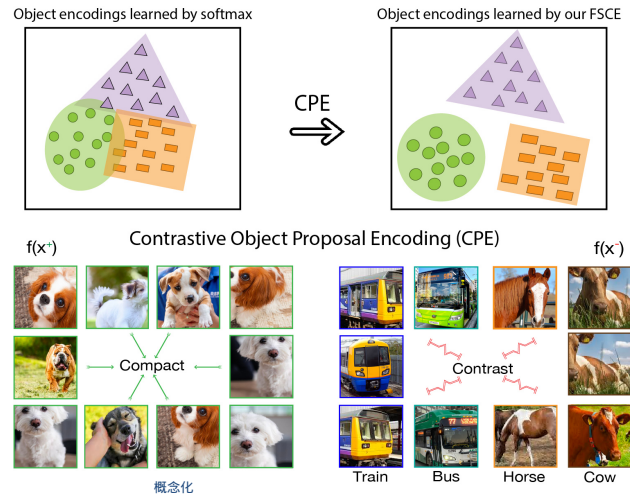 Object encodings learned by softmax
Object encodings learned by our FSCE
CPE
Contrastive Object Proposal Encoding (CPE)
f(x⁺)
f(x⁻)
Compact
Contrast
Train Bus Horse Cow
概念化